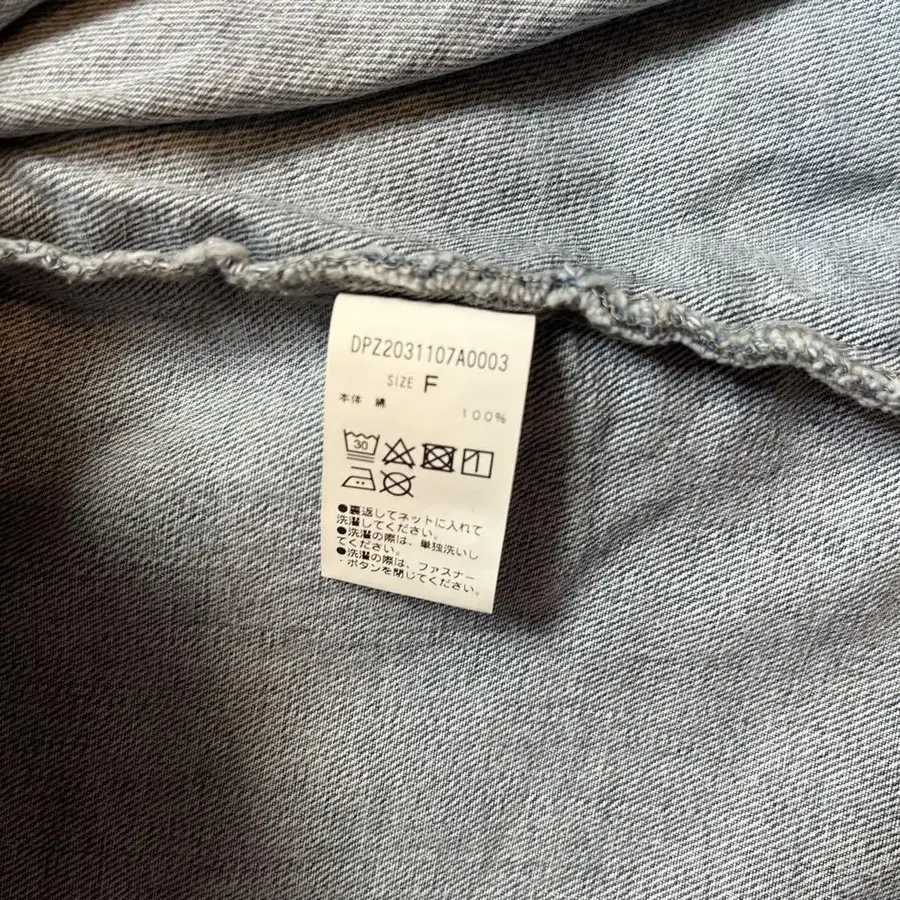 DPZ2031107A0003
SIZE F
本体 綿 100%
30
●裏返してネットに入れて
洗濯してください。
●洗濯の際は、単独洗いし
てください。
●洗濯の際は、ファスナー
・ボタンを閉じてください。